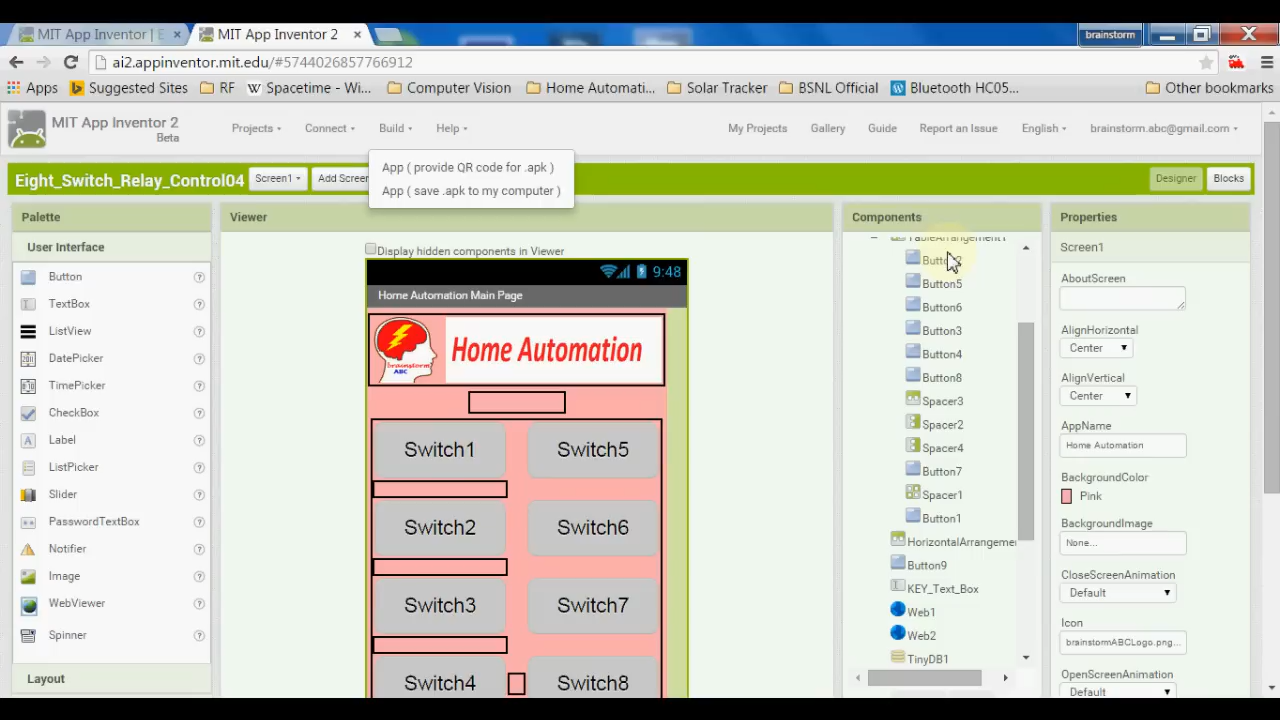 MIT App Inventor | E
MIT App Inventor 2
brainstorm
ai2.appinventor.mit.edu/#5744026857766912
Apps
Suggested Sites
RF
Spacetime - Wi...
Computer Vision
Home Automati...
Solar Tracker
BSNL Official
Bluetooth HC05...
Other bookmarks
MIT App Inventor 2
Beta
Projects
Connect
Build
Help
My Projects
Gallery
Guide
Report an Issue
English
brainstorm.abc@gmail.com
App ( provide QR code for .apk )
App ( save .apk to my computer )
Eight_Switch_Relay_Control04
Screen1
Add Screen
Designer
Blocks
Palette
User Interface
Button
TextBox
ListView
DatePicker
TimePicker
CheckBox
Label
ListPicker
Slider
PasswordTextBox
Notifier
Image
WebViewer
Spinner
Layout
Viewer
Display hidden components in Viewer
9:48
Home Automation Main Page
brainstorm
ABC
Home Automation
Switch1
Switch5
Switch2
Switch6
Switch3
Switch7
Switch4
Switch8
Components
TableArrangement1
Button2
Button5
Button6
Button3
Button4
Button8
Spacer3
Spacer2
Spacer4
Button7
Spacer1
Button1
HorizontalArrangeme
Button9
KEY_Text_Box
Web1
Web2
TinyDB1
Properties
Screen1
AboutScreen
AlignHorizontal
Center
AlignVertical
Center
AppName
Home Automation
BackgroundColor
Pink
BackgroundImage
None...
CloseScreenAnimation
Default
Icon
brainstormABCLogo.png...
OpenScreenAnimation
Default